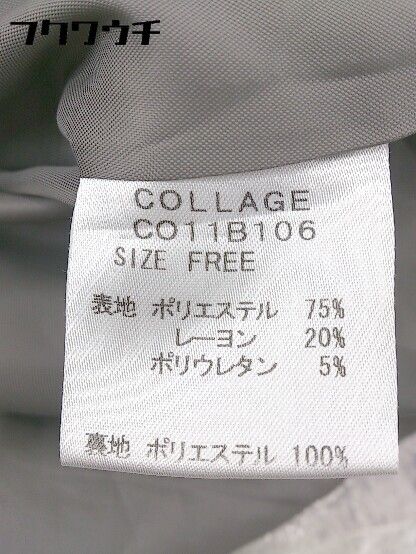 フクワウチ
COLLAGE
CO11B106
SIZE FREE
表地 ポリエステル 75%
レーヨン 20%
ポリウレタン 5%
裏地 ポリエステル 100%